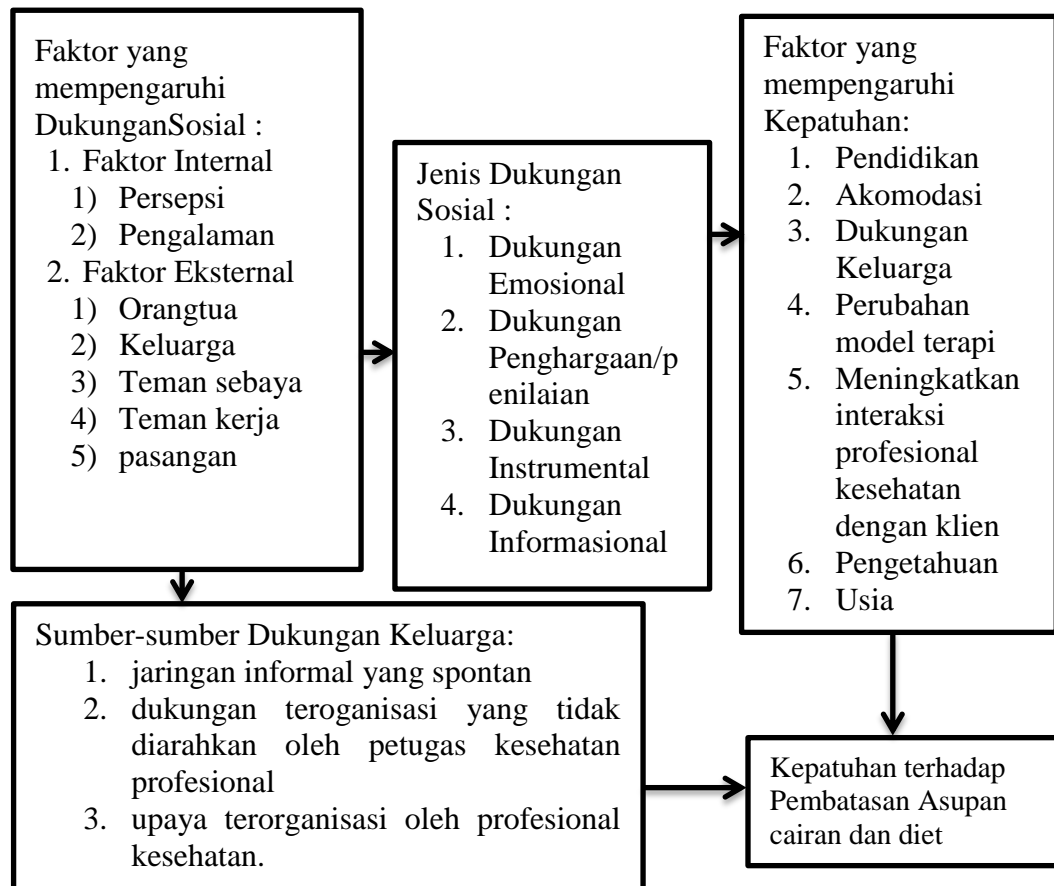 Faktor yang
mempengaruhi
DukunganSosial :
1. Faktor Internal
1) Persepsi
2) Pengalaman
2. Faktor Eksternal
1) Orangtua
2) Keluarga
3) Teman sebaya
4) Teman kerja
5) pasangan
Jenis Dukungan
Sosial :
1. Dukungan
Emosional
2. Dukungan
Penghargaan/p
enilaian
3. Dukungan
Instrumental
4. Dukungan
Informasional
Faktor yang
mempengaruhi
Kepatuhan:
1. Pendidikan
2. Akomodasi
3. Dukungan
Keluarga
4. Perubahan
model terapi
5. Meningkatkan
interaksi
profesional
kesehatan
dengan klien
6. Pengetahuan
7. Usia
Sumber-sumber Dukungan Keluarga:
1. jaringan informal yang spontan
2. dukungan teroganisasi yang tidak
diarahkan oleh petugas kesehatan
profesional
3. upaya terorganisasi oleh profesional
kesehatan.
Kepatuhan terhadap
Pembatasan Asupan
cairan dan diet